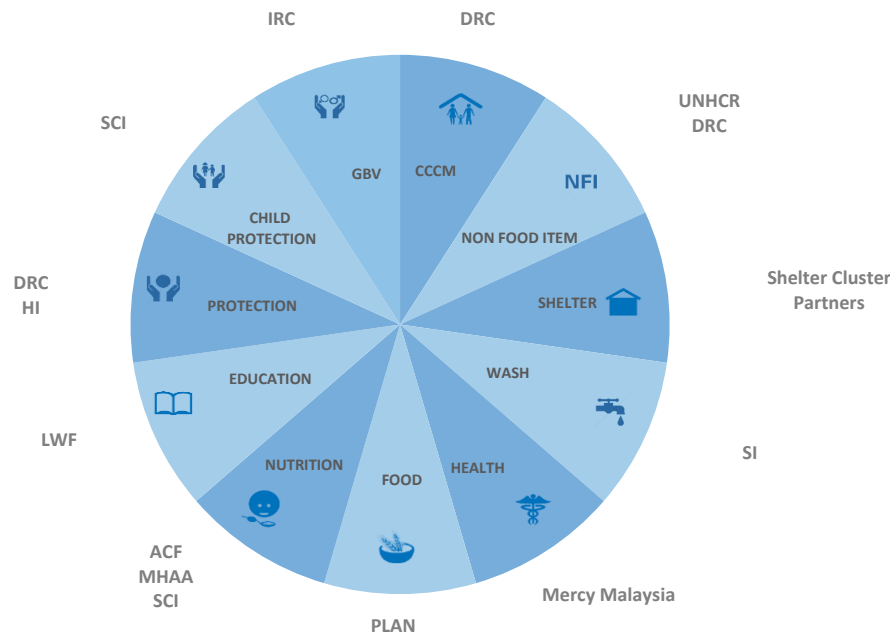 IRC
DRC
SCI
UNHCR
DRC
GBV
CCCM
NFI
CHILD
PROTECTION
NON FOOD ITEM
DRC
HI
PROTECTION
SHELTER
Shelter Cluster
Partners
EDUCATION
WASH
LWF
SI
NUTRITION
FOOD
HEALTH
ACF
MHAA
SCI
PLAN
Mercy Malaysia